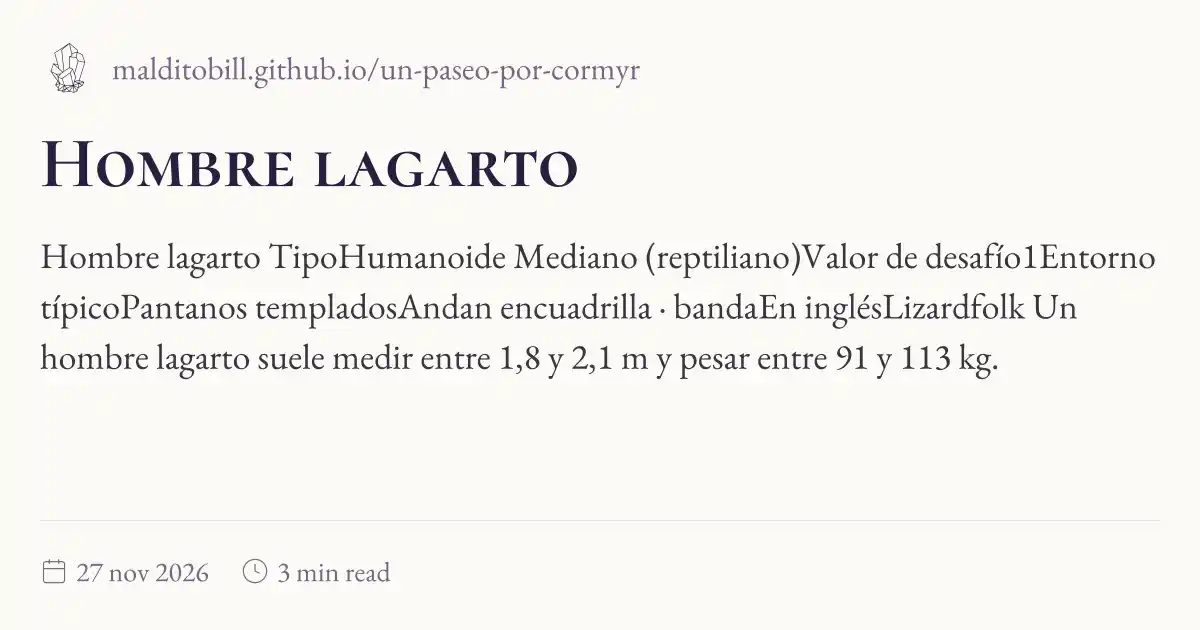 malditobill.github.io/un-paseo-por-cormyr
Hombre lagarto
Hombre lagarto TipoHumanoide Mediano (reptiliano)Valor de desafío1Entorno
típicoPantanos templadosAndan encuadrilla · bandaEn inglésLizardfolk Un
hombre lagarto suele medir entre 1,8 y 2,1 m y pesar entre 91 y 113 kg.
27 nov 2026 3 min read